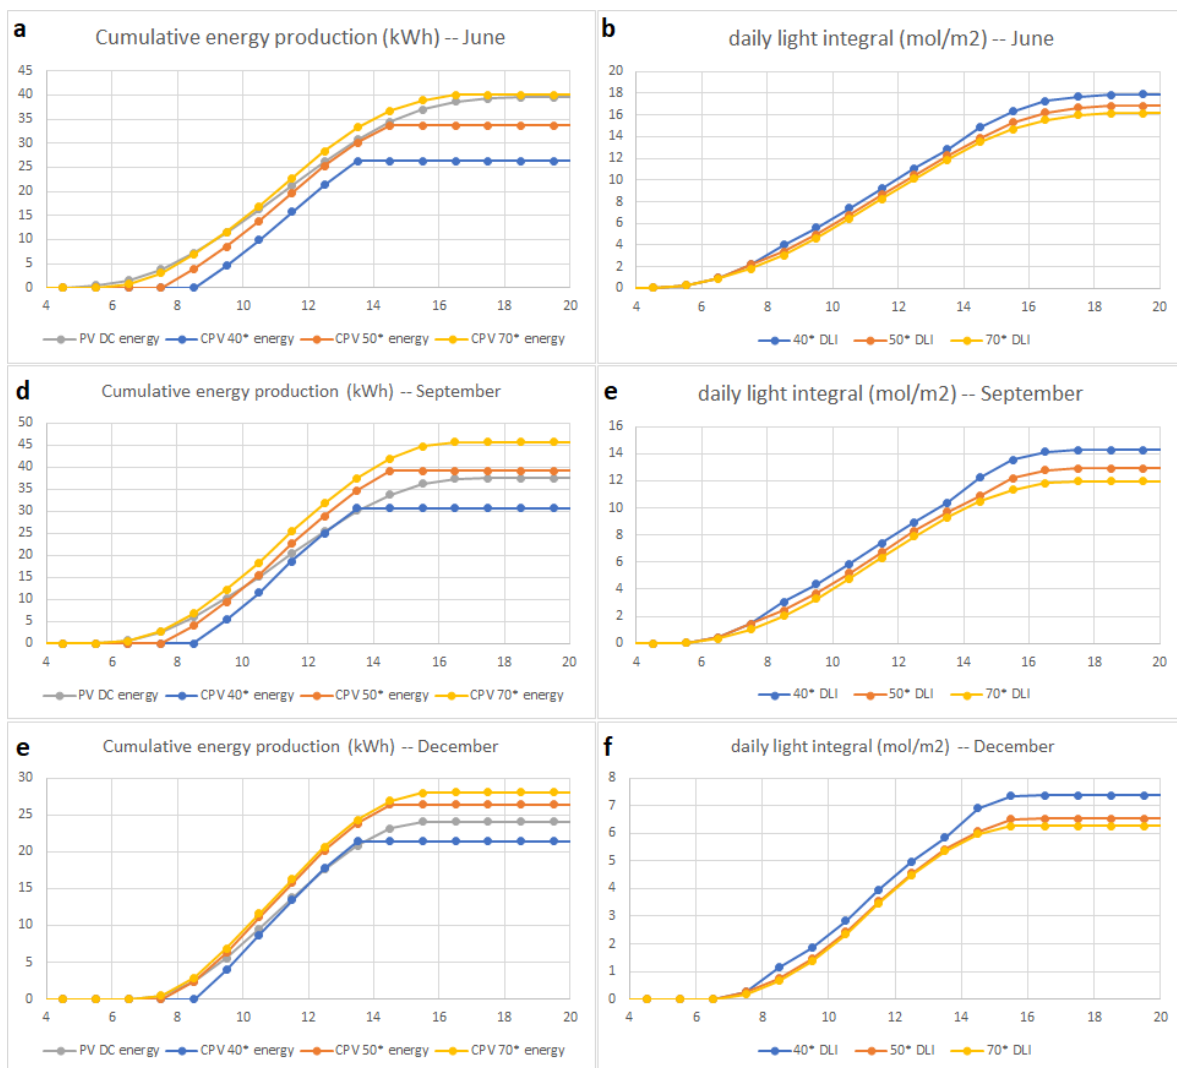 a
Cumulative energy production (kWh) -- June
45
40
35
30
25
20
15
10
5
0
4 6 8 10 12 14 16 18 20
PV DC energy CPV 40* energy CPV 50* energy CPV 70* energy
b
daily light integral (mol/m2) -- June
20
18
16
14
12
10
8
6
4
2
0
4 6 8 10 12 14 16 18 20
40* DLI 50* DLI 70* DLI
d
Cumulative energy production (kWh) -- September
50
45
40
35
30
25
20
15
10
5
0
4 6 8 10 12 14 16 18 20
PV DC energy CPV 40* energy CPV 50* energy CPV 70* energy
e
daily light integral (mol/m2) -- September
16
14
12
10
8
6
4
2
0
4 6 8 10 12 14 16 18 20
40* DLI 50* DLI 70* DLI
e
Cumulative energy production (kWh) -- December
30
25
20
15
10
5
0
4 6 8 10 12 14 16 18 20
PV DC energy CPV 40* energy CPV 50* energy CPV 70* energy
f
daily light integral (mol/m2) -- December
8
7
6
5
4
3
2
1
0
4 6 8 10 12 14 16 18 20
40* DLI 50* DLI 70* DLI